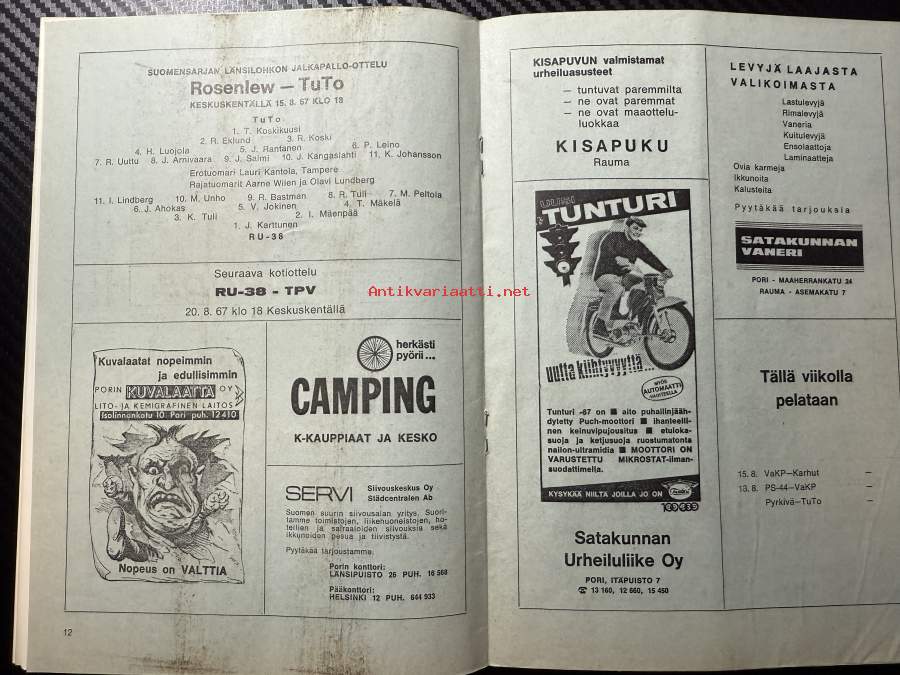 SUOMENSARJAN LÄNSILOHKON JALKAPALLO-OTTELU
Rosenlew — TuTo
KESKUSKENTÄLLÄ 15. 8. 67 KLO 18
TuTo
1. T. Koskikuusi
2. R. Eklund 3. R. Koski
4. H. Luojola 5. J. Rantanen 6. P. Leino
7. R. Uuttu 8. J. Arnivaara 9. J. Salmi 10. J. Kangaslahti 11. K. Johansson
Erotuomari Lauri Kantola, Tampere
Rajatuomarit Aarne Wilen ja Olavi Lundberg
11. I. Lindberg 10. M. Unho 9. R. Bastman 8. R. Tuli 7. M. Peltola
6. J. Ahokas 5. V. Jokinen 4. T. Mäkelä
3. K. Tuli 2. I. Mäenpää
1. J. Karttunen
RU-38
Seuraava kotiottelu
RU-38 - TPV
20. 8. 67 klo 18 Keskuskentällä
Kuvalaatat nopeimmin
ja edullisimmin
PORIN KUVALAATTA OY
LITO- JA KEMIGRAFINEN LAITOS
Isolinnankatu 10. Pori puh. 12410
Nopeus on VALTTIA
herkästi
pyörii...
CAMPING
K-KAUPPIAAT JA KESKO
SERVI Siivouskeskus Oy
Städcentralen Ab
Suomen suurin siivousalan yritys. Suori-
tamme toimistojen, liikehuoneistojen, ho-
tellien ja sairaaloiden siivouksia sekä
ikkunoiden pesua ja tiivistystä.
Pyytäkää tarjoustamme.
Porin konttori:
LÄNSIPUISTO 26 PUH. 16 568
Pääkonttori:
HELSINKI 12 PUH. 644 933
12
KISAPUVUN valmistamat
urheiluasusteet
— tuntuvat paremmilta
— ne ovat paremmat
— ne ovat maaottelu-
luokkaa
KISAPUKU
Rauma
UUSI
TUNTURI
uutta kiihtyvyyttä...
MYÖS
AUTOMAATTI-
VAIHTEELLA
Tunturi -67 on ■ aito puhallinjääh-
dytetty Puch-moottori ■ ihanteelli-
nen keinuvipujousitus ■ etuloka-
suoja ja ketjusuoja ruostumatonta
nailon-ultramidia ■ MOOTTORI ON
VARUSTETTU MIKROSTAT-ilman-
suodattimella.
KYSYKÄÄ NIILTÄ JOILLA JO ON
Satakunnan
Urheiluliike Oy
PORI, ITÄPUISTO 7
☎ 13 160, 12 660, 15 450
LEVYJÄ LAAJASTA
VALIKOIMASTA
Lastulevyjä
Rimalevyjä
Vaneria
Kuitulevyjä
Ensolaattoja
Laminaatteja
Ovia karmeja
Ikkunoita
Kalusteita
Pyytäkää tarjouksia
SATAKUNNAN
VANERI
PORI - MAAHERRANKATU 24
RAUMA - ASEMAKATU 7
Tällä viikolla
pelataan
15. 8. VaKP—Karhut —
18. 8. PS-44—VaKP —
Pyrkivä—TuTo —
Antikvariaatti.net